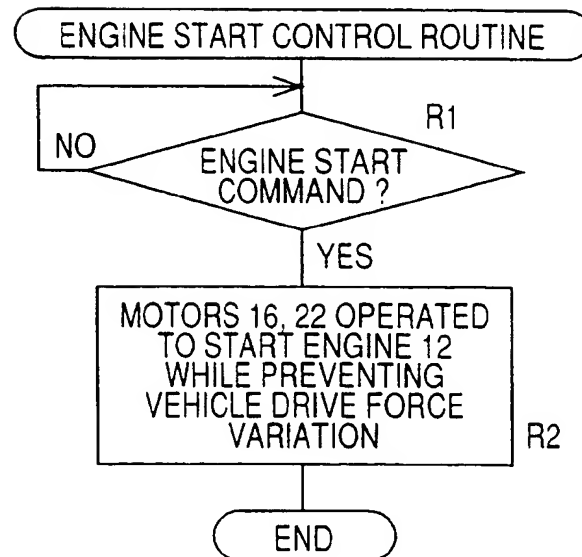 ENGINE START CONTROL ROUTINE
R1
NO
ENGINE START
COMMAND ?
YES
MOTORS 16, 22 OPERATED
TO START ENGINE 12
WHILE PREVENTING
VEHICLE DRIVE FORCE
VARIATION
R2
END